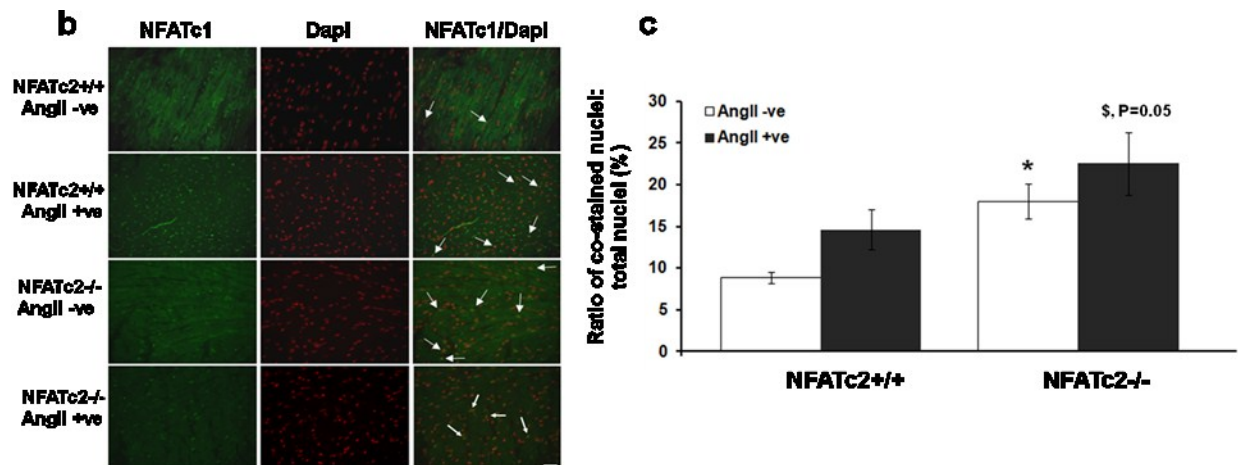 b
NFATc1 DapI NFATc1/DapI
NFATc2+/+
AngII -ve
NFATc2+/+
AngII +ve
NFATc2-/-
AngII -ve
NFATc2-/-
AngII +ve
c
Ratio of co-stained nuclei:
total nuclei (%)
30
25
20
15
10
5
0
AngII -ve
AngII +ve
*
$, P=0.05
NFATc2+/+ NFATc2-/-